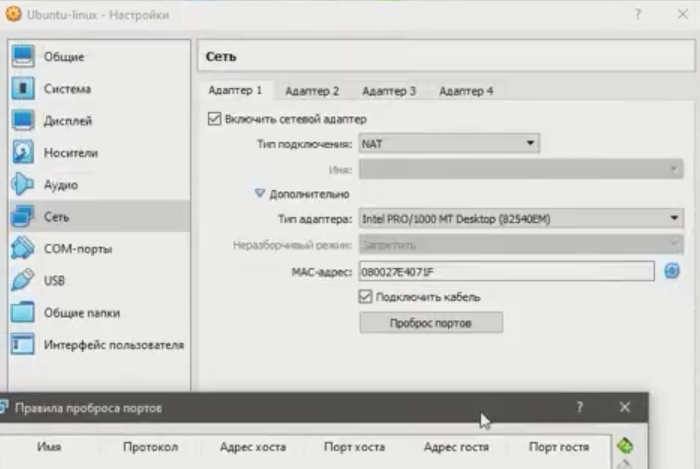 Ubuntu-linux - Настройки
Общие
Система
Дисплей
Носители
Аудио
Сеть
COM-порты
USB
Общие папки
Интерфейс пользователя
Сеть
Адаптер 1 Адаптер 2 Адаптер 3 Адаптер 4
Включить сетевой адаптер
Тип подключения: NAT
Имя:
Дополнительно
Тип адаптера: Intel PRO/1000 MT Desktop (82540EM)
Неразборчивый режим: Запретить
MAC-адрес: 080027E4071F
Подключить кабель
Проброс портов
Правила проброса портов
Имя Протокол Адрес хоста Порт хоста Адрес гостя Порт гостя